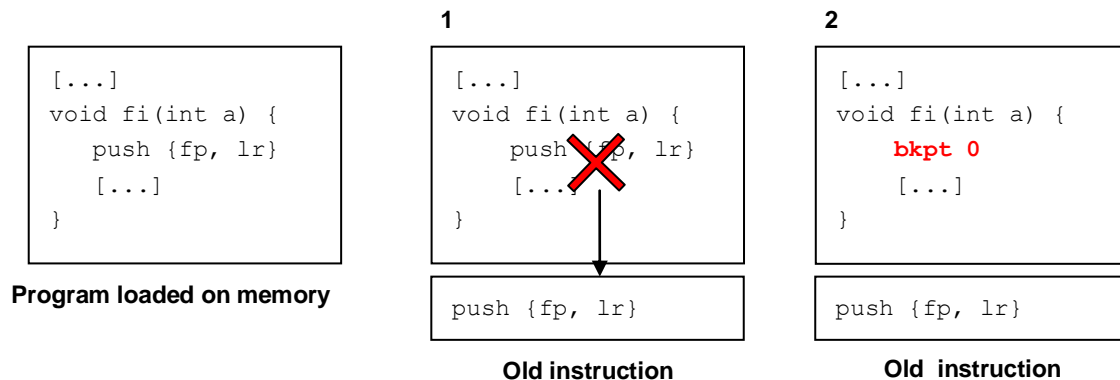 [...]
void fi(int a) {
push {fp, lr}
[...]
}
Program loaded on memory
1
[...]
void fi(int a) {
push {fp, lr}
[...]
}
push {fp, lr}
Old instruction
2
[...]
void fi(int a) {
bkpt 0
[...]
}
push {fp, lr}
Old instruction